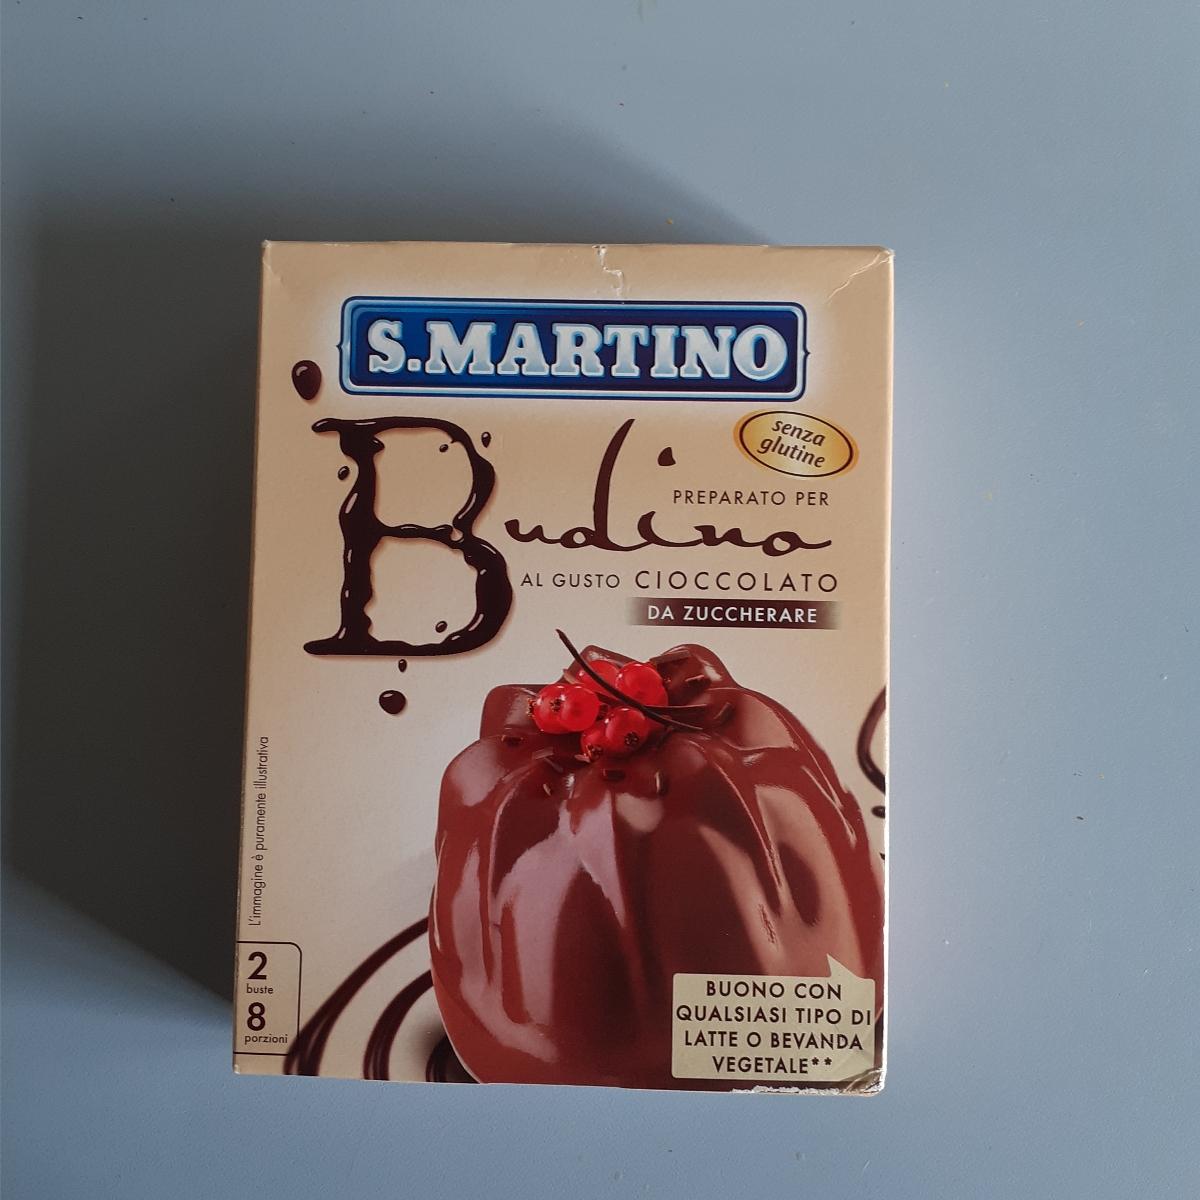 S.MARTINO
senza
glutine
PREPARATO PER
Budino
AL GUSTO CIOCCOLATO
DA ZUCCHERARE
L'immagine è puramente illustrativa
2
buste
8
porzioni
BUONO CON
QUALSIASI TIPO DI
LATTE O BEVANDA
VEGETALE**